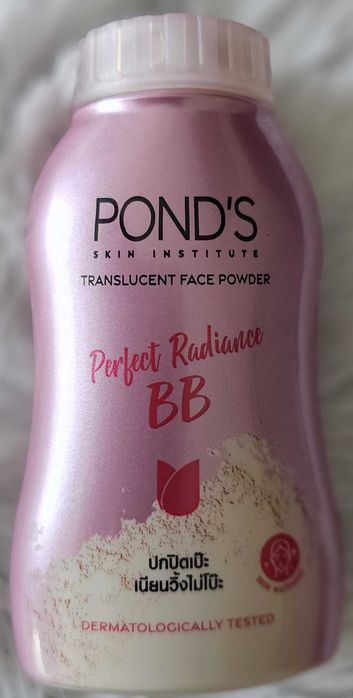 POND'S
SKIN INSTITUTE
TRANSLUCENT FACE POWDER
Perfect Radiance
BB
ปกปิดเป๊ะ
เนียนวิ้งไม่โบ๊ะ
DERMATOLOGICALLY TESTED